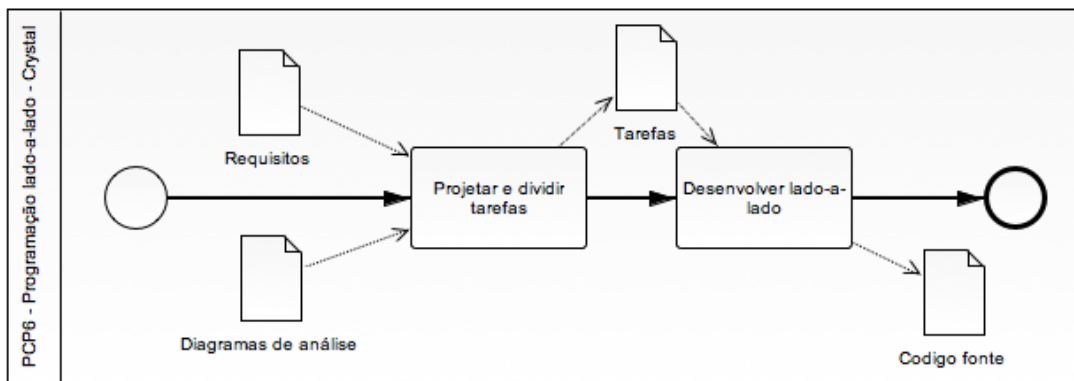 PCP6 - Programação lado-a-lado - Crystal
Requisitos
Tarefas
Projetar e dividir
tarefas
Desenvolver lado-a-
lado
Diagramas de análise
Codigo fonte